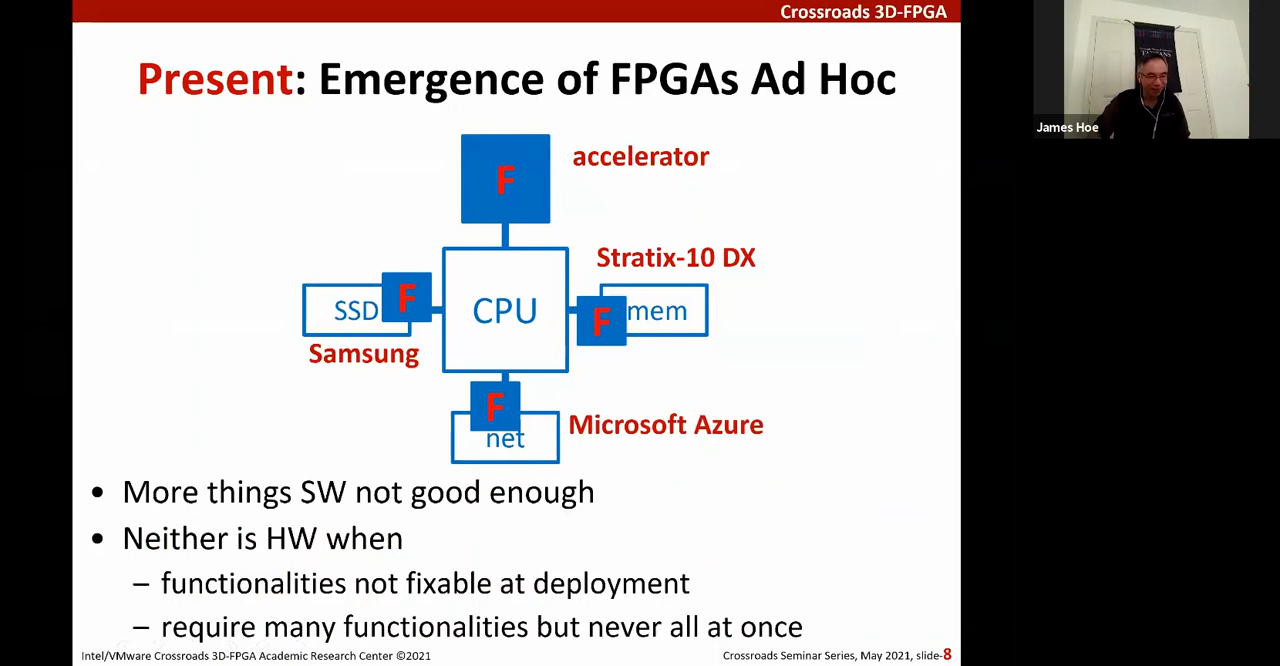 Crossroads 3D-FPGA
Present: Emergence of FPGAs Ad Hoc
James Hoe
F
accelerator
Stratix-10 DX
SSD
F
CPU
F
mem
Samsung
F
net
Microsoft Azure
• More things SW not good enough
• Neither is HW when
– functionalities not fixable at deployment
– require many functionalities but never all at once
Intel/VMware Crossroads 3D-FPGA Academic Research Center ©2021
Crossroads Seminar Series, May 2021, slide-8